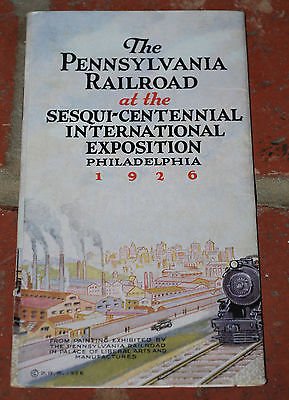 The
PENNSYLVANIA
RAILROAD
at the
SESQUI-CENTENNIAL
INTERNATIONAL
EXPOSITION
PHILADELPHIA
1926
FROM PAINTING EXHIBITED BY
THE PENNSYLVANIA RAILROAD
IN PALACE OF LIBERAL ARTS AND
MANUFACTURES
© P.R.R. 1926